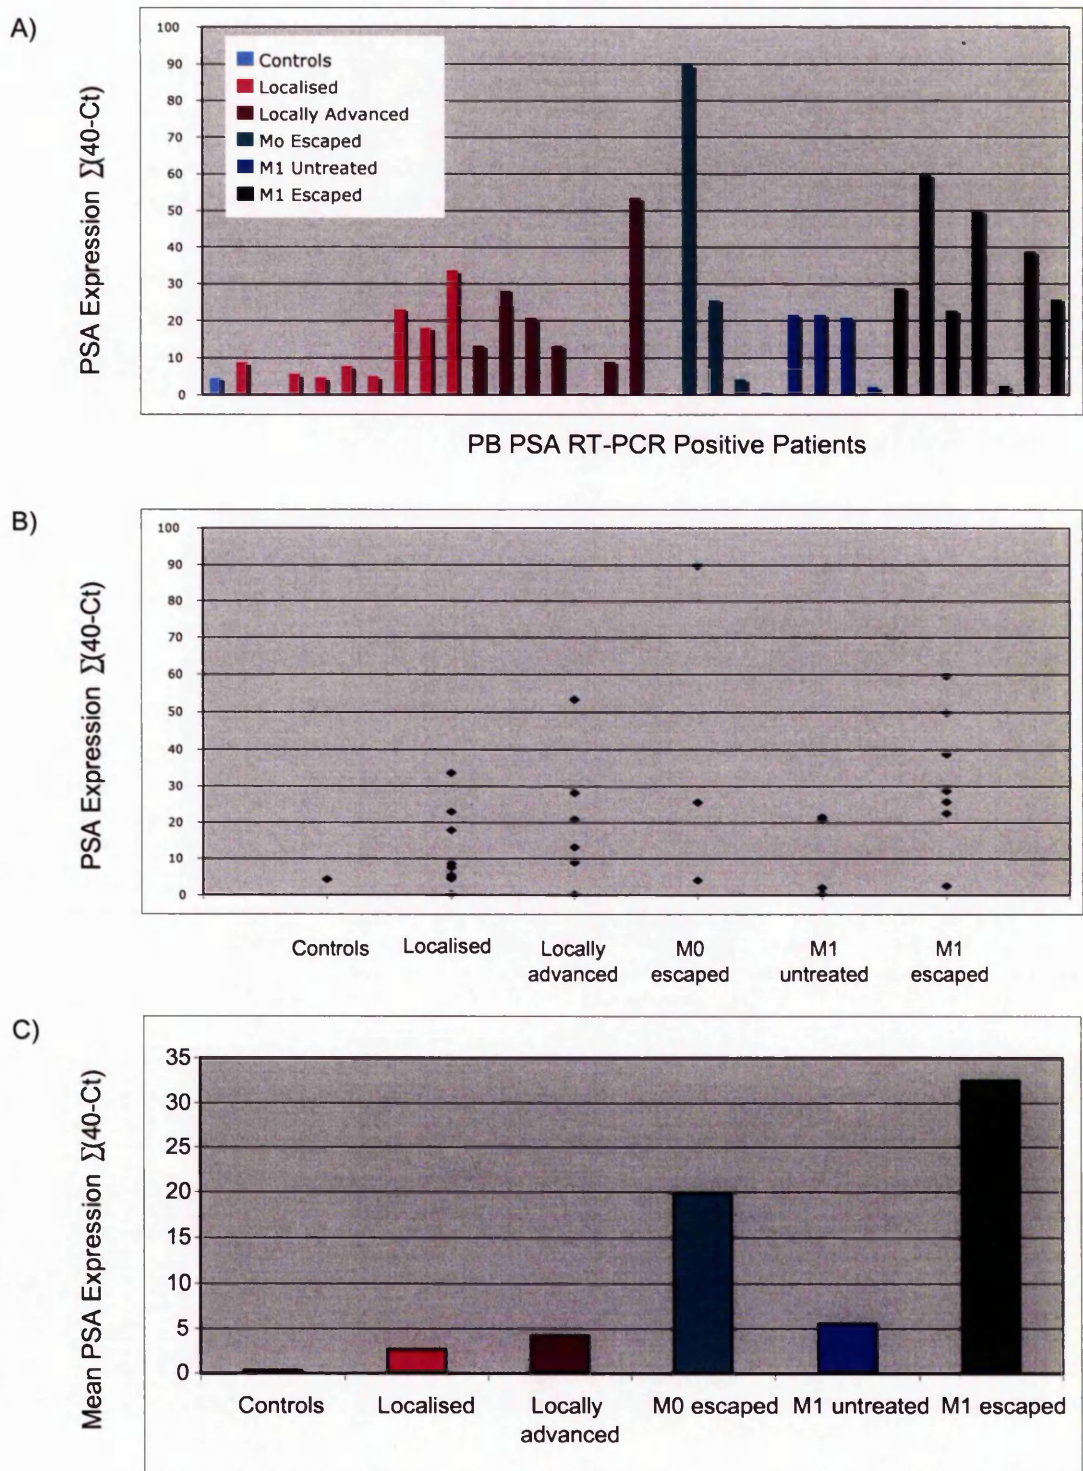 A)
PSA Expression ∑(40-Ct)
100
90
80
70
60
50
40
30
20
10
0
Controls
Localised
Locally Advanced
Mo Escaped
M1 Untreated
M1 Escaped
PB PSA RT-PCR Positive Patients
B)
PSA Expression ∑(40-Ct)
100
90
80
70
60
50
40
30
20
10
0
Controls
Localised
Locally
advanced
M0
escaped
M1
untreated
M1
escaped
C)
Mean PSA Expression ∑(40-Ct)
35
30
25
20
15
10
5
0
Controls
Localised
Locally
advanced
M0 escaped
M1 untreated
M1 escaped